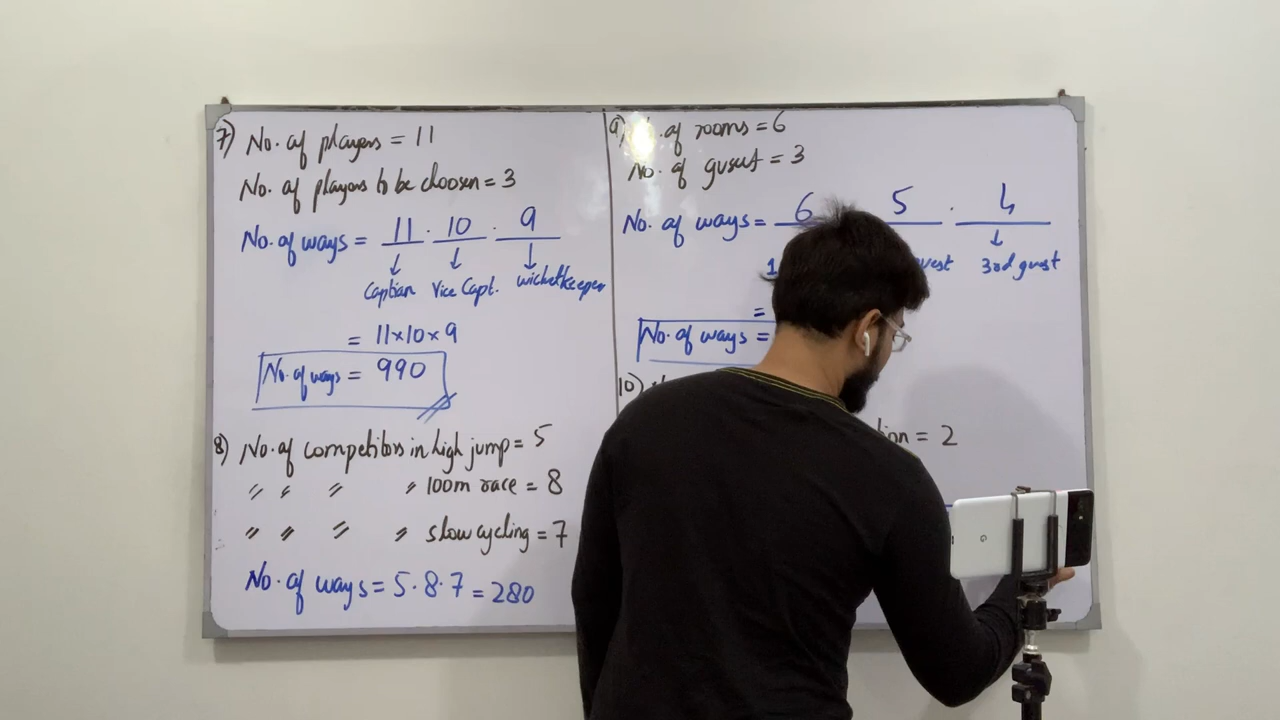 7) No. of players = 11
No. of players to be choosen = 3
No. of ways = 11 . 10 . 9
Captian Vice Capt. wicketkeeper
= 11×10×9
No. of ways = 990
8) No. of competitors in high jump = 5
〃 〃 〃 〃 100m race = 8
〃 〃 〃 〃 slow cycling = 7
No. of ways = 5.8.7 = 280
9) No. of rooms = 6
No. of guest = 3
No. of ways = 6 5 . 4
1 3rd guest
=
No. of ways =
10)
= 2